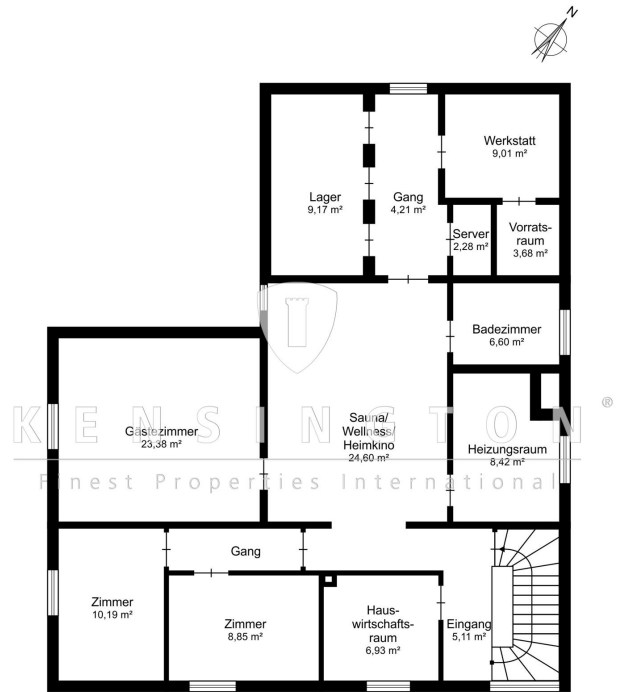 N
Werkstatt
9,01 m²
Lager
9,17 m²
Gang
4,21 m²
Server
2,28 m²
Vorrats-
raum
3,68 m²
Badezimmer
6,60 m²
Sauna/
Wellness/
Heimkino
24,60 m²
Gästezimmer
23,38 m²
KENSINGTON®
Heizungsraum
8,42 m²
Finest Properties International
Gang
Zimmer
10,19 m²
Zimmer
8,85 m²
Haus-
wirtschafts-
raum
6,93 m²
Eingang
5,11 m²